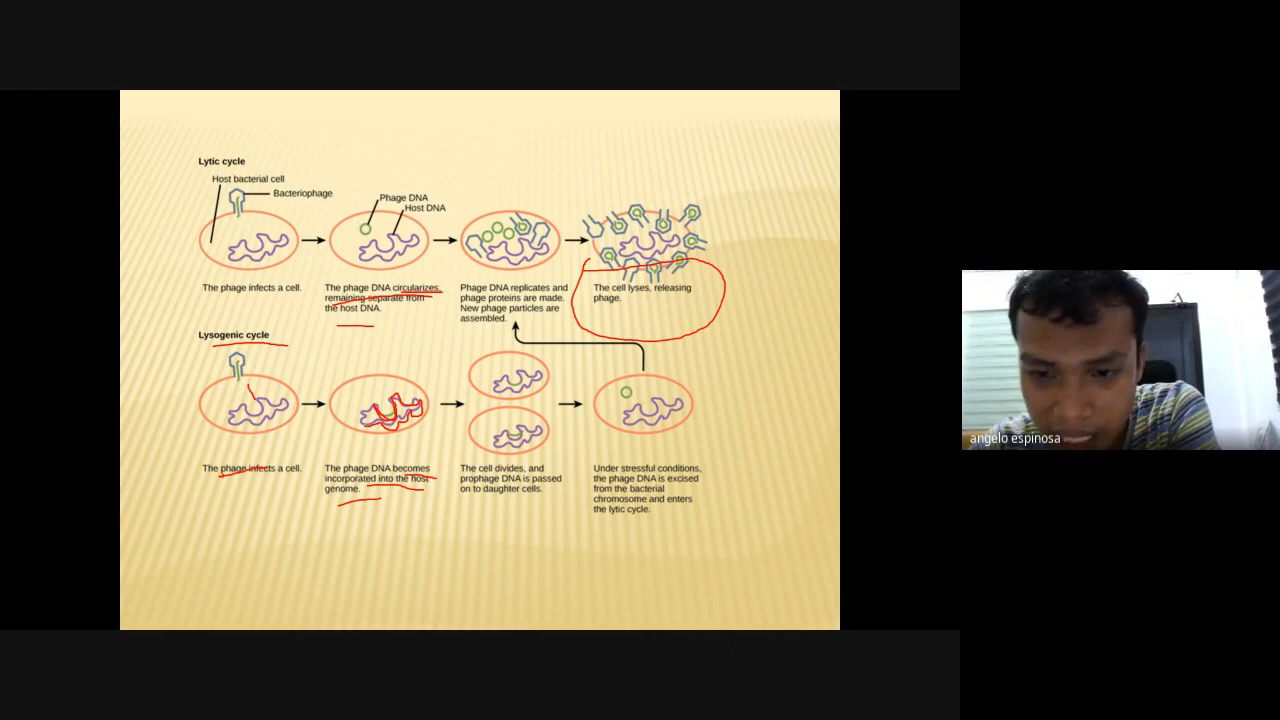 Lytic cycle
Host bacterial cell
Bacteriophage
Phage DNA
Host DNA
The phage infects a cell.
The phage DNA circularizes,
remaining separate from
the host DNA.
Phage DNA replicates and
phage proteins are made.
New phage particles are
assembled.
The cell lyses, releasing
phage.
Lysogenic cycle
The phage infects a cell.
The phage DNA becomes
incorporated into the host
genome.
The cell divides, and
prophage DNA is passed
on to daughter cells.
Under stressful conditions,
the phage DNA is excised
from the bacterial
chromosome and enters
the lytic cycle.
angelo espinosa